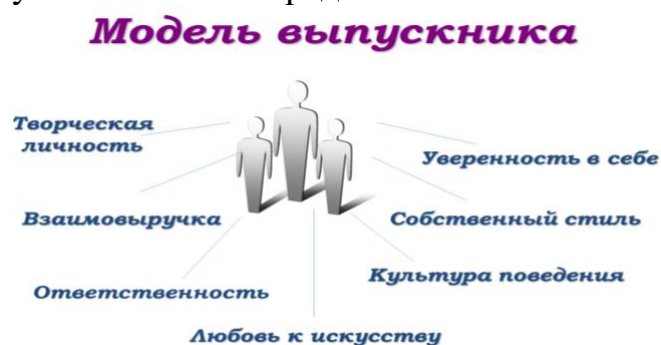 Модель выпускника
Творческая
личность
Уверенность в себе
Взаимовыручка
Собственный стиль
Культура поведения
Ответственность
Любовь к искусству